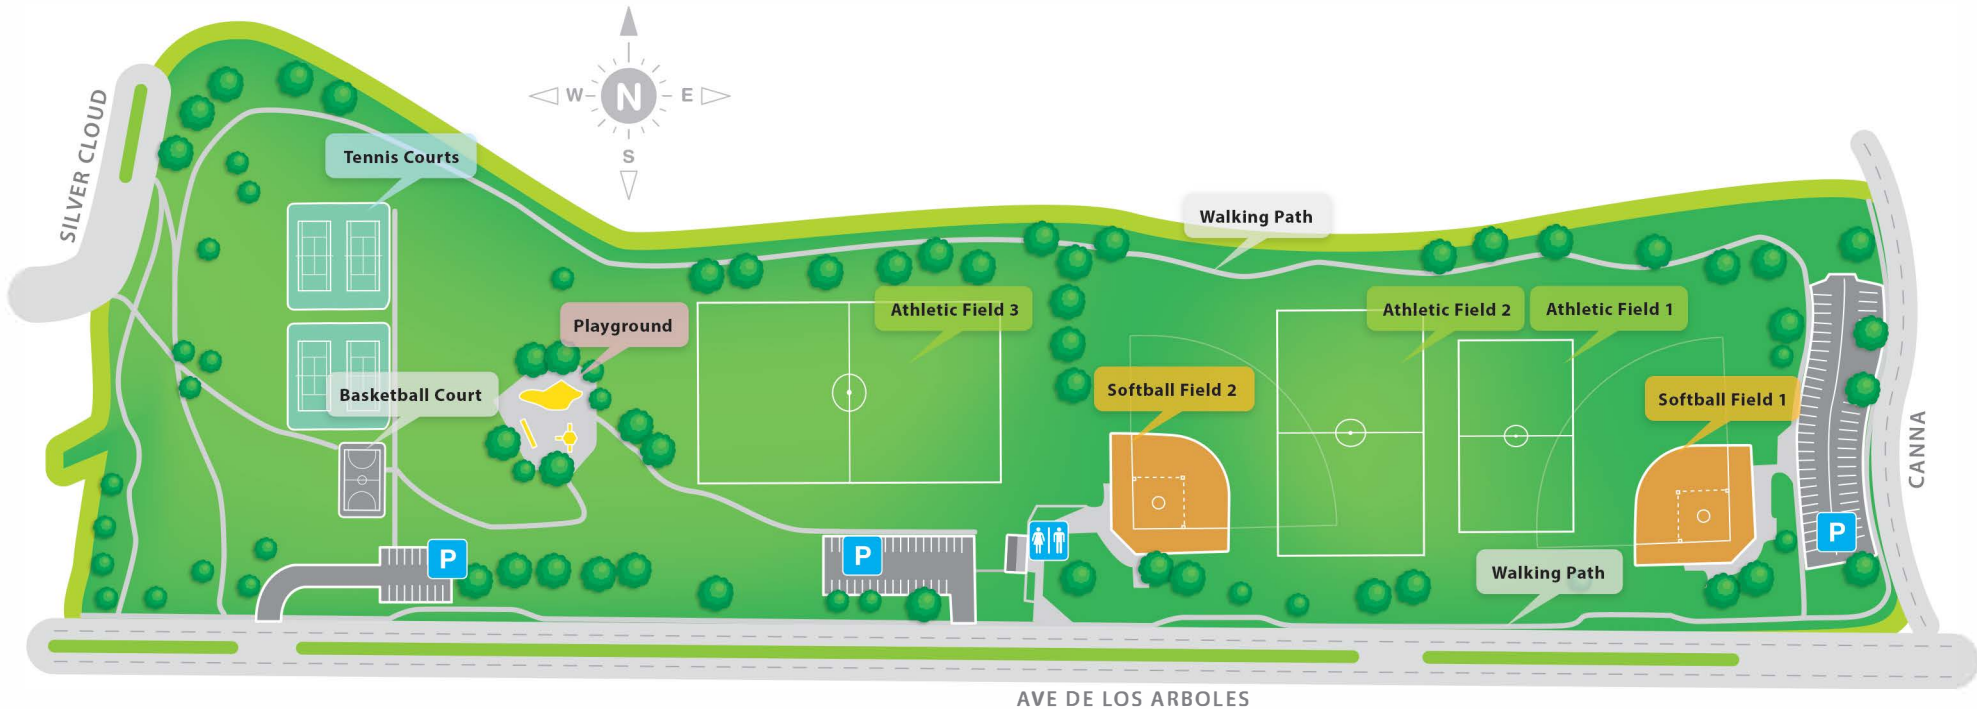 N
W
E
S
SILVER CLOUD
Tennis Courts
Walking Path
Playground
Athletic Field 3
Athletic Field 2
Athletic Field 1
Basketball Court
Softball Field 2
Softball Field 1
CANNA
P
P
P
Walking Path
AVE DE LOS ARBOLES